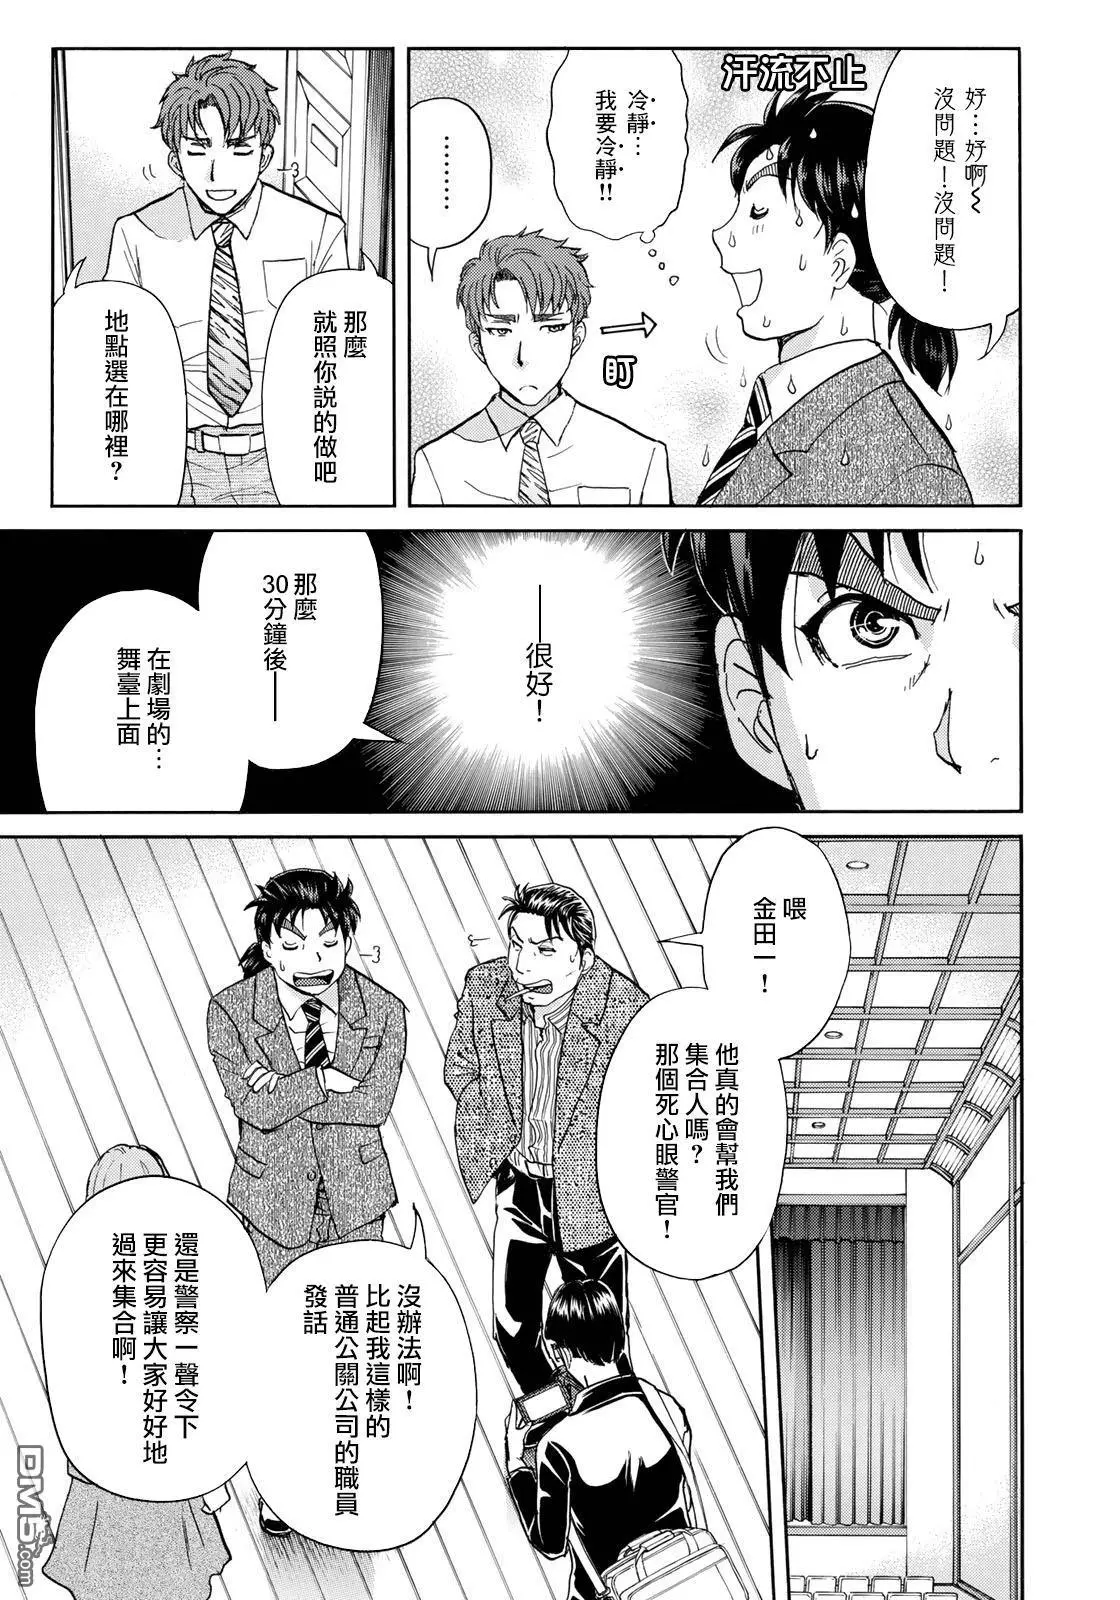 汗流不止
好…好啊～
沒問題！沒問題！
冷靜…
我要冷靜!!
………
盯
那麼
就照你說的做吧
地點選在哪裡？
──很好！
那麼
30分鐘後──
在劇場的…
舞臺上面
喂
金田一！
他真的會幫我們
集合人嗎？
那個死心眼警官！
沒辦法啊！
比起我這樣的
普通公關公司的職員
發話
還是警察一聲令下
更容易讓大家好好地
過來集合啊！
DM5.com